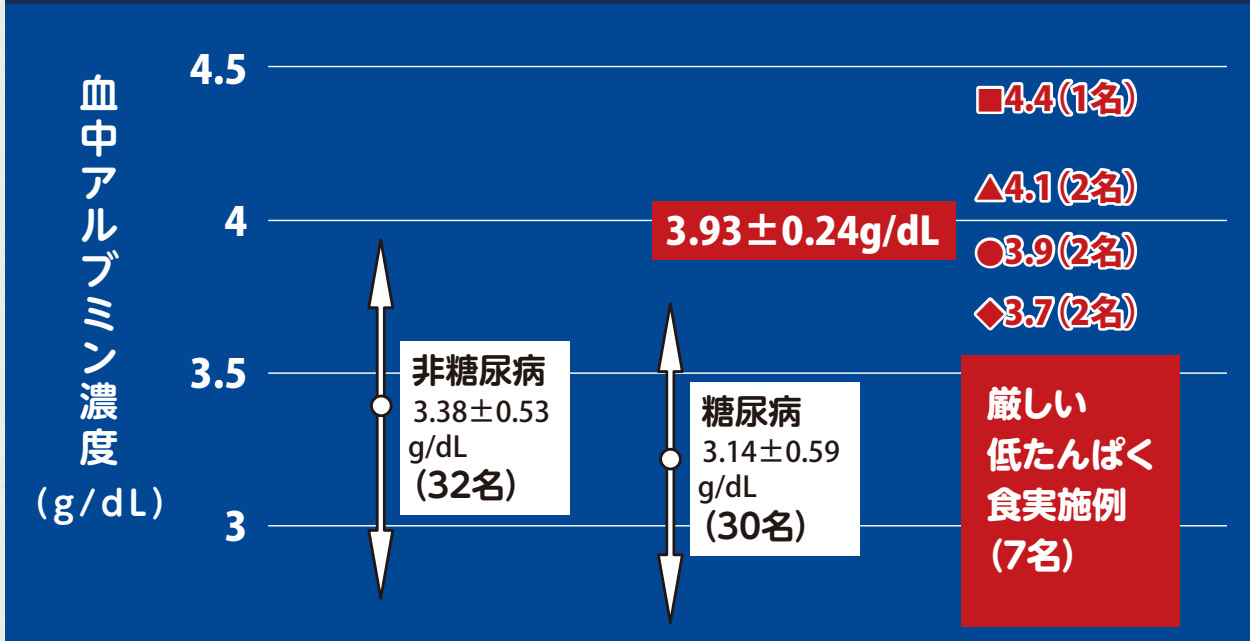 血中アルブミン濃度
(g/dL)
4.5
4
3.5
3
非糖尿病
3.38±0.53
g/dL
(32名)
糖尿病
3.14±0.59
g/dL
(30名)
3.93±0.24g/dL
■4.4(1名)
▲4.1(2名)
●3.9(2名)
◆3.7(2名)
厳しい
低たんぱく
食実施例
(7名)